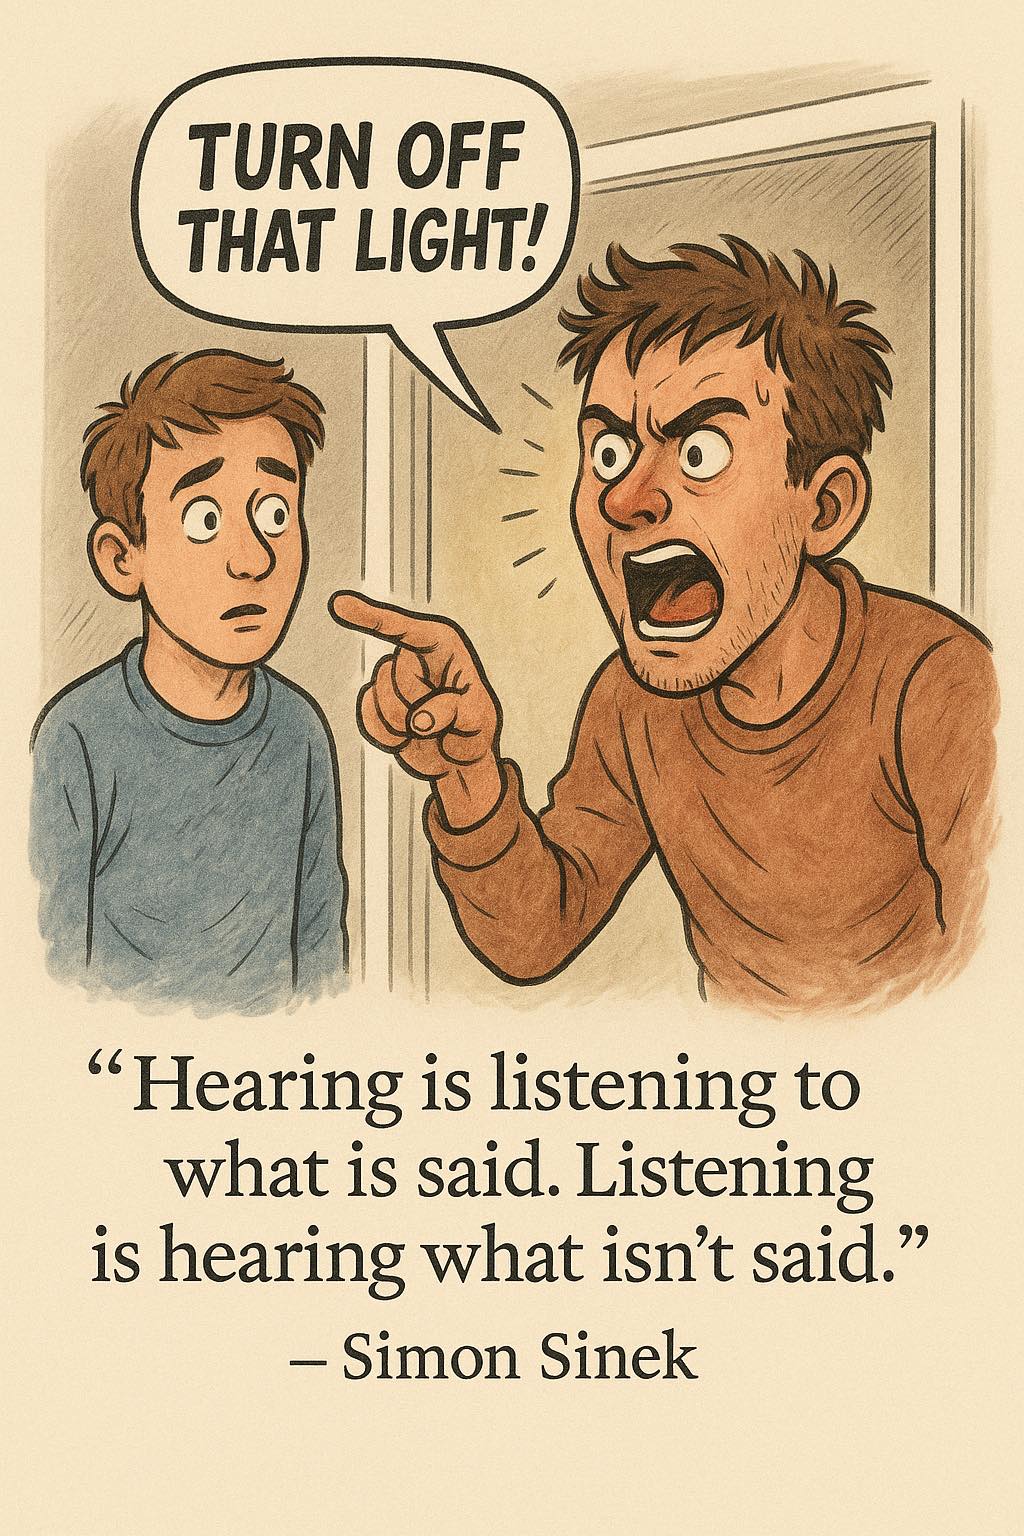 TURN OFF
THAT LIGHT!
“Hearing is listening to
what is said. Listening
is hearing what isn’t said.”
– Simon Sinek